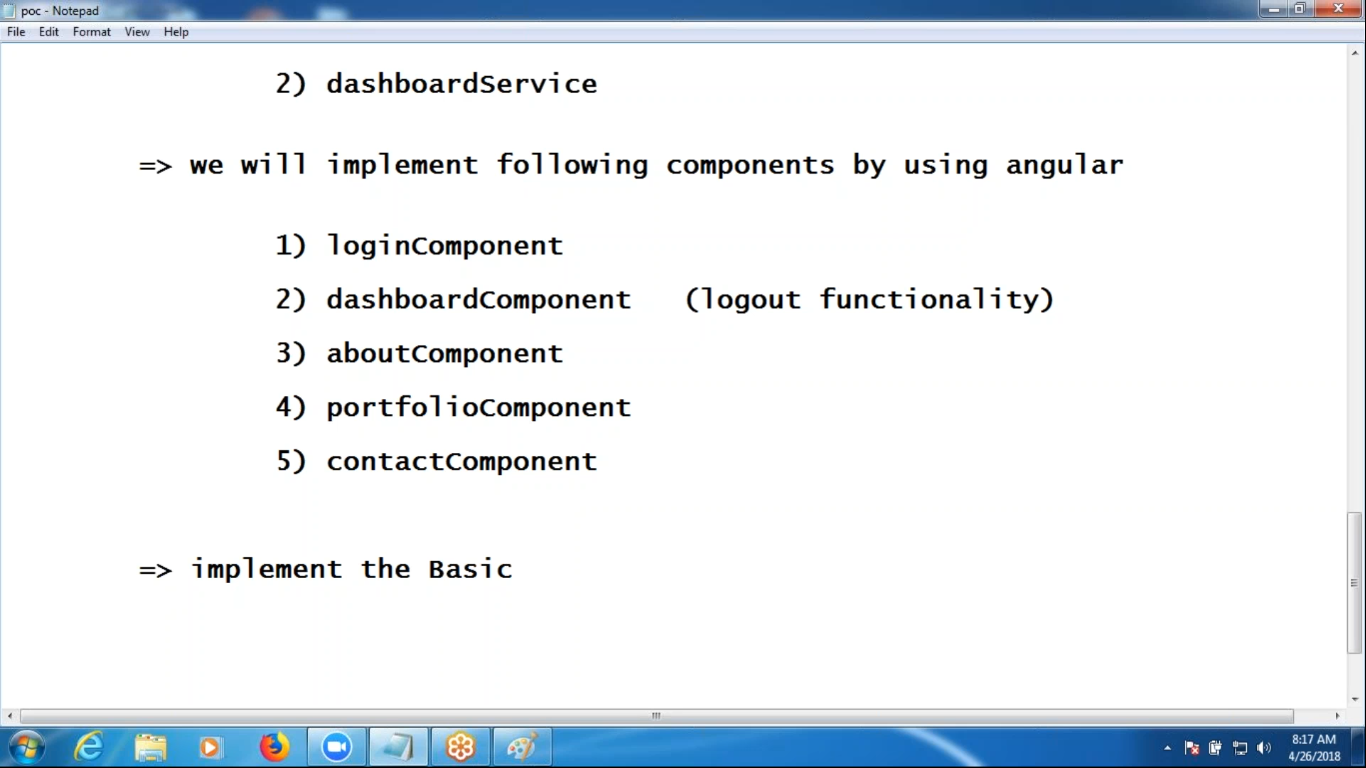 poc - Notepad
File Edit Format View Help
2) dashboardService
=> we will implement following components by using angular
1) loginComponent
2) dashboardComponent (logout functionality)
3) aboutComponent
4) portfolioComponent
5) contactComponent
=> implement the Basic
8:17 AM
4/26/2018